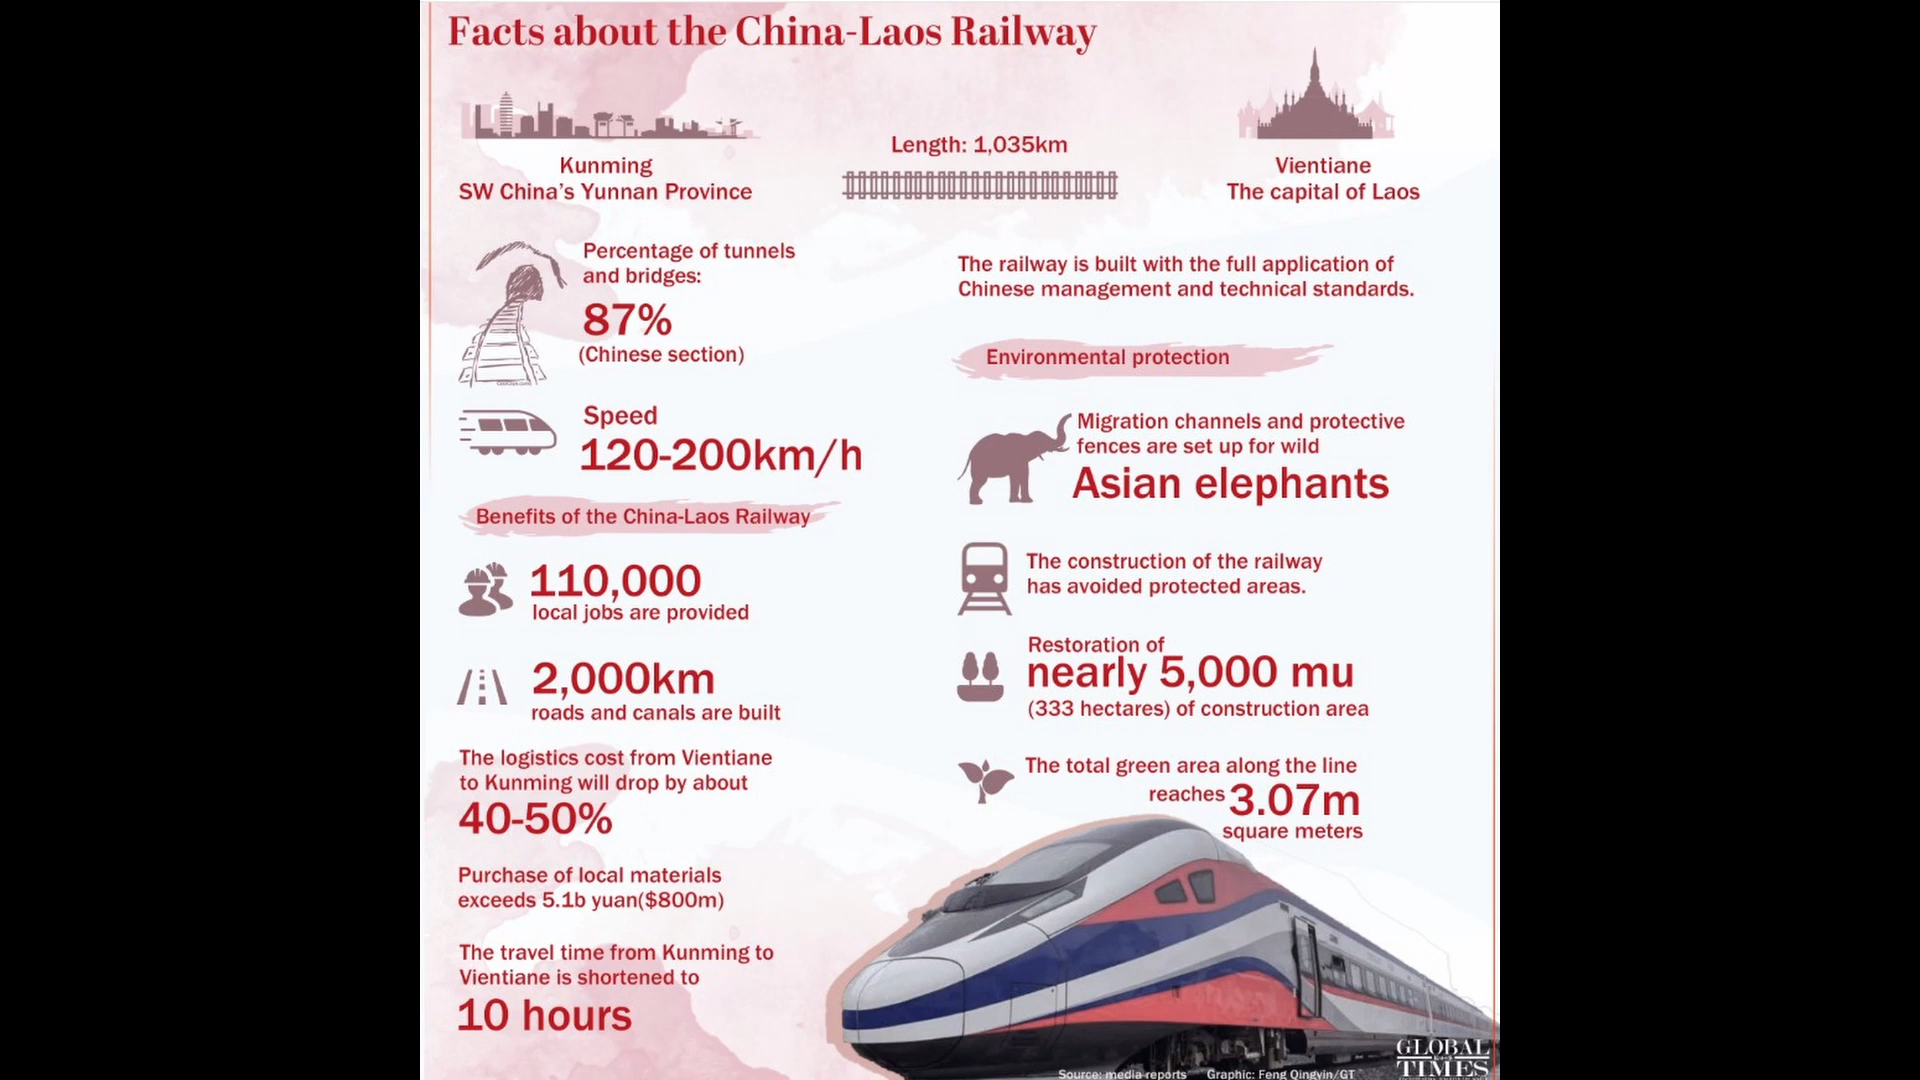 Facts about the China-Laos Railway
Kunming
SW China's Yunnan Province
Length: 1,035km
Vientiane
The capital of Laos
Percentage of tunnels
and bridges:
87%
(Chinese section)
Speed
120-200km/h
Benefits of the China-Laos Railway
110,000
local jobs are provided
2,000km
roads and canals are built
The logistics cost from Vientiane
to Kunming will drop by about
40-50%
Purchase of local materials
exceeds 5.1b yuan($800m)
The travel time from Kunming to
Vientiane is shortened to
10 hours
The railway is built with the full application of
Chinese management and technical standards.
Environmental protection
Migration channels and protective
fences are set up for wild
Asian elephants
The construction of the railway
has avoided protected areas.
Restoration of
nearly 5,000 mu
(333 hectares) of construction area
The total green area along the line
reaches 3.07m
square meters
Source: media reports Graphic: Feng Qingyin/GT
GLOBAL
TIMES